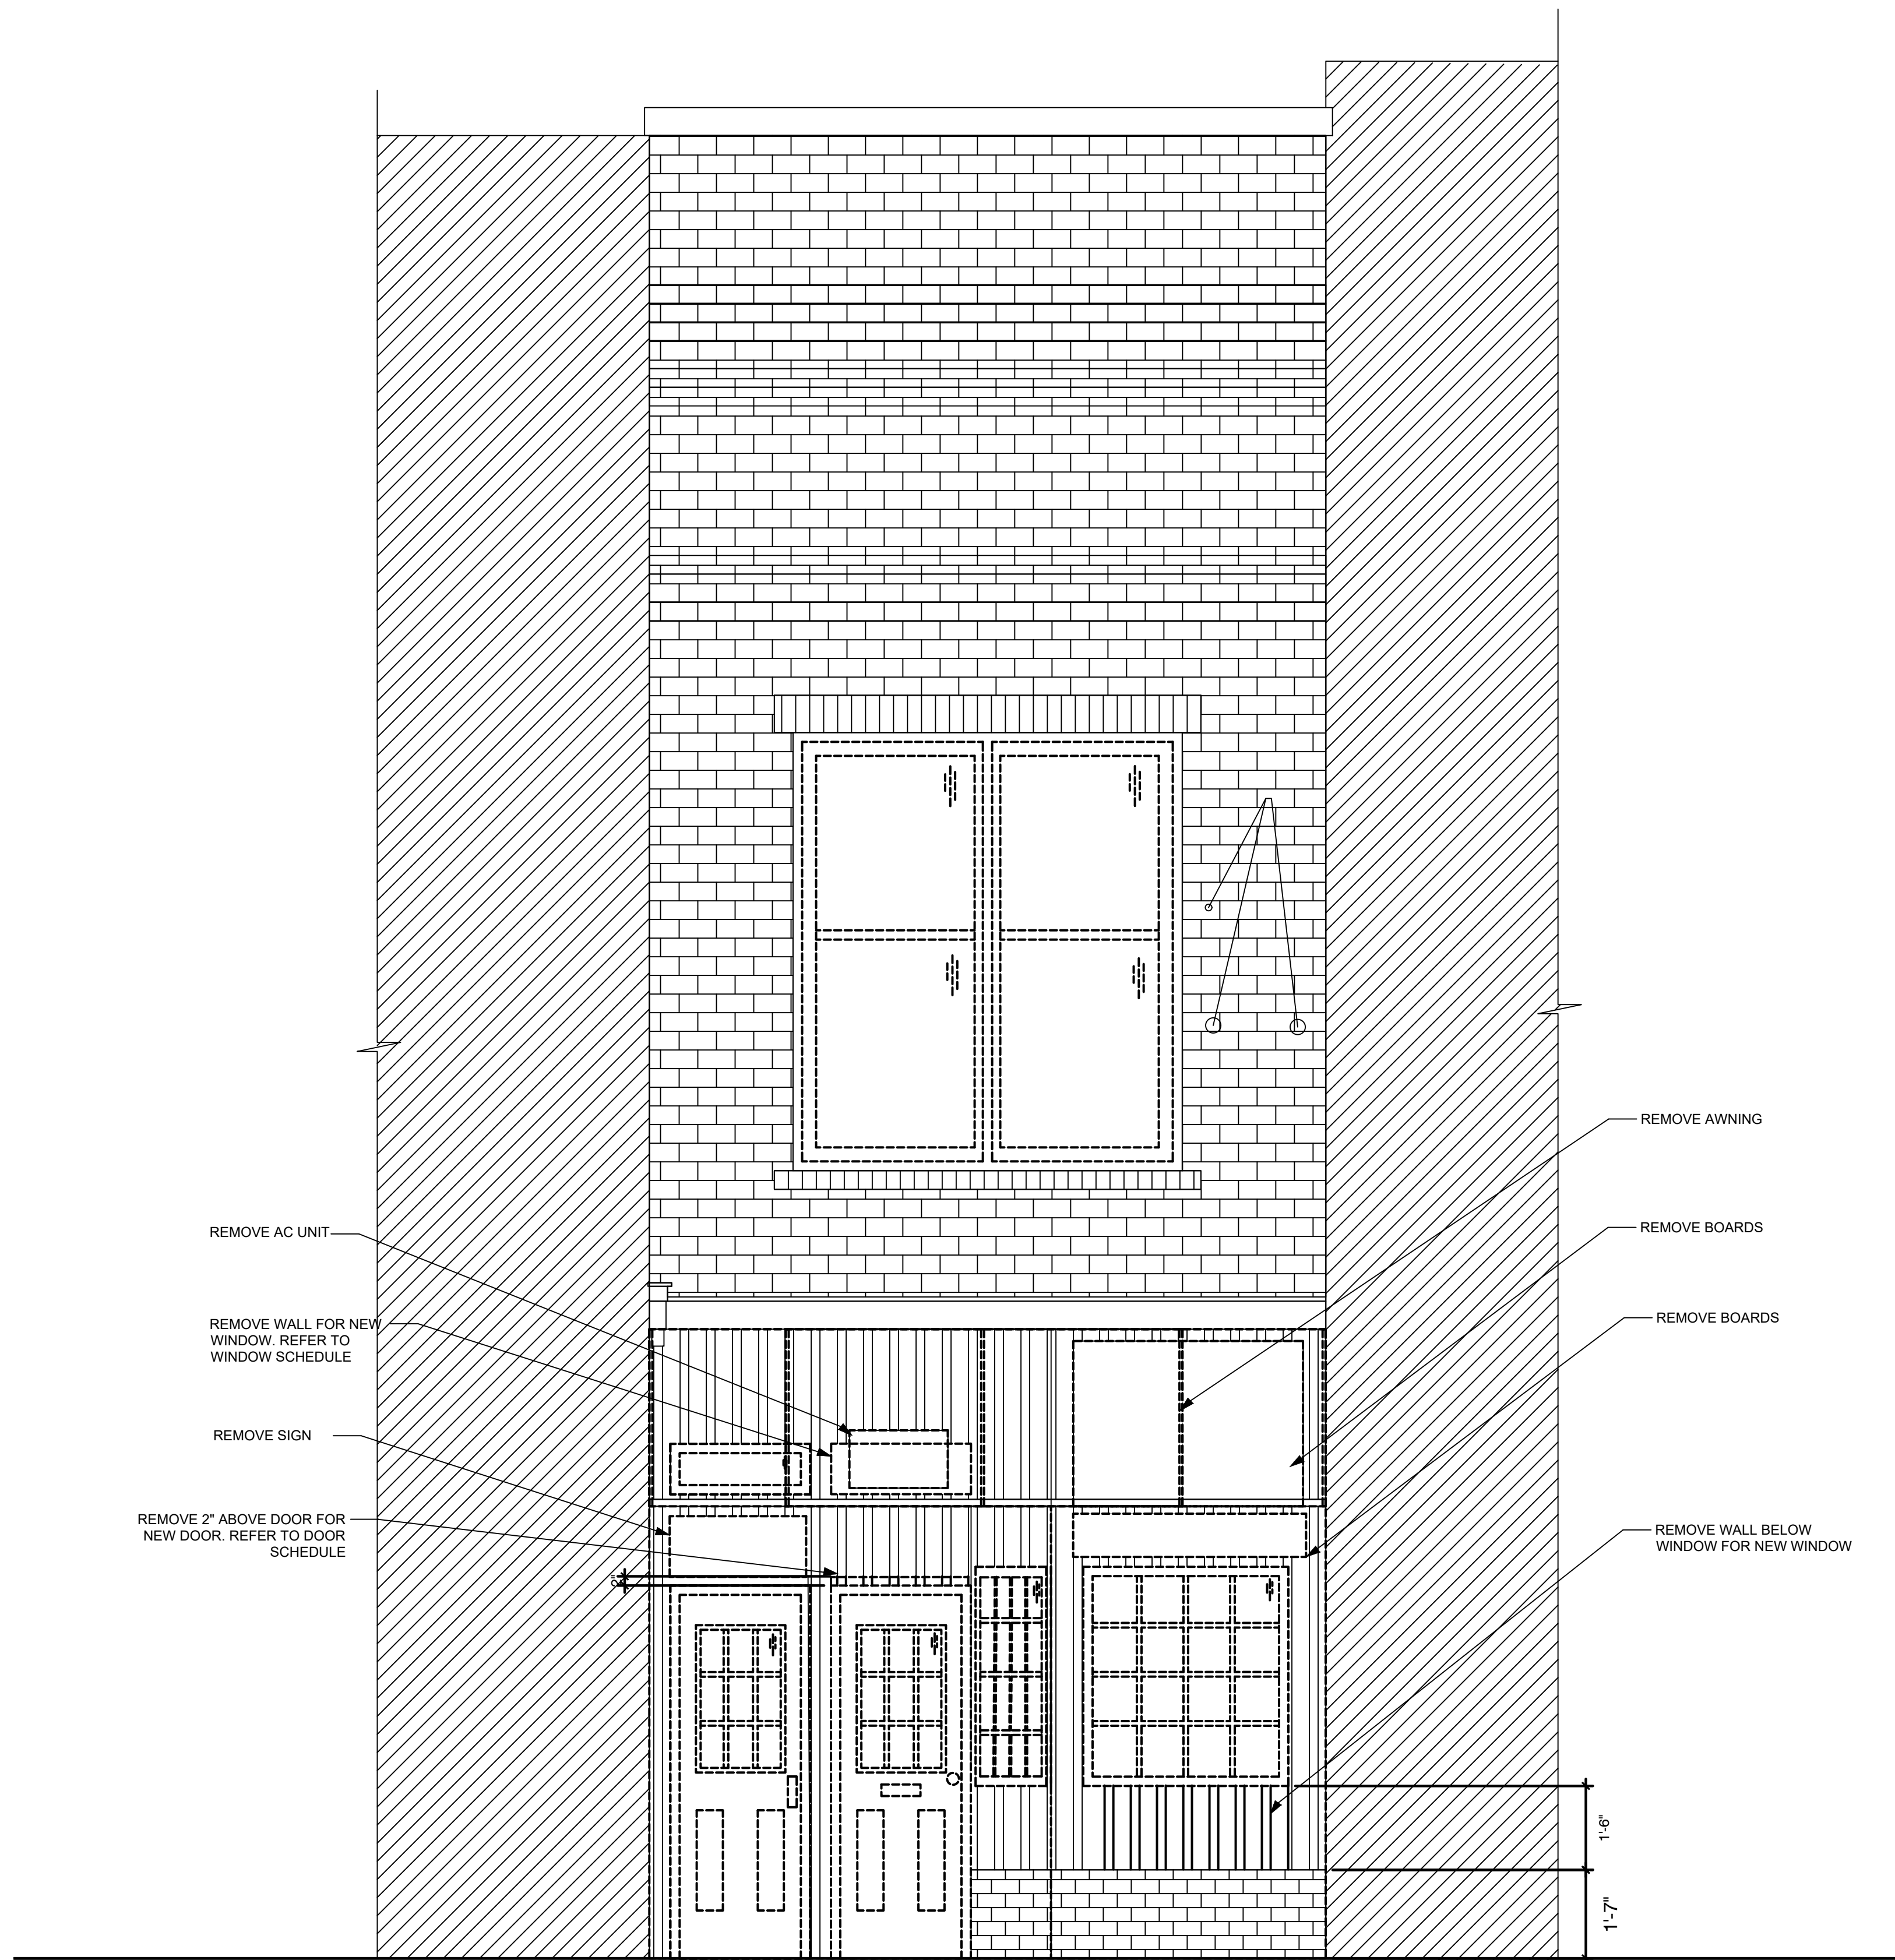 REMOVE AWNING
REMOVE BOARDS
REMOVE AC UNIT
REMOVE BOARDS
REMOVE WALL FOR NEW
WINDOW. REFER TO
WINDOW SCHEDULE
REMOVE SIGN
REMOVE 2" ABOVE DOOR FOR
NEW DOOR. REFER TO DOOR
SCHEDULE
REMOVE WALL BELOW
WINDOW FOR NEW WINDOW
2"
1'-6"
1'-7"